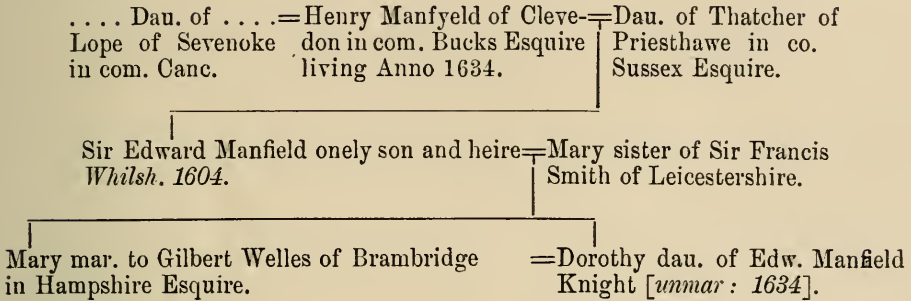 . . . . Dau. of . . . .=Henry Manfyeld of Cleve-=Dau. of Thatcher of
Lope of Sevenoke don in com. Bucks Esquire Priesthawe in co.
in com. Canc. living Anno 1634. Sussex Esquire.
Sir Edward Manfield onely son and heire=Mary sister of Sir Francis
Whilsh. 1604. Smith of Leicestershire.
Mary mar. to Gilbert Welles of Brambridge =Dorothy dau. of Edw. Manfield
in Hampshire Esquire. Knight [unmar: 1634].